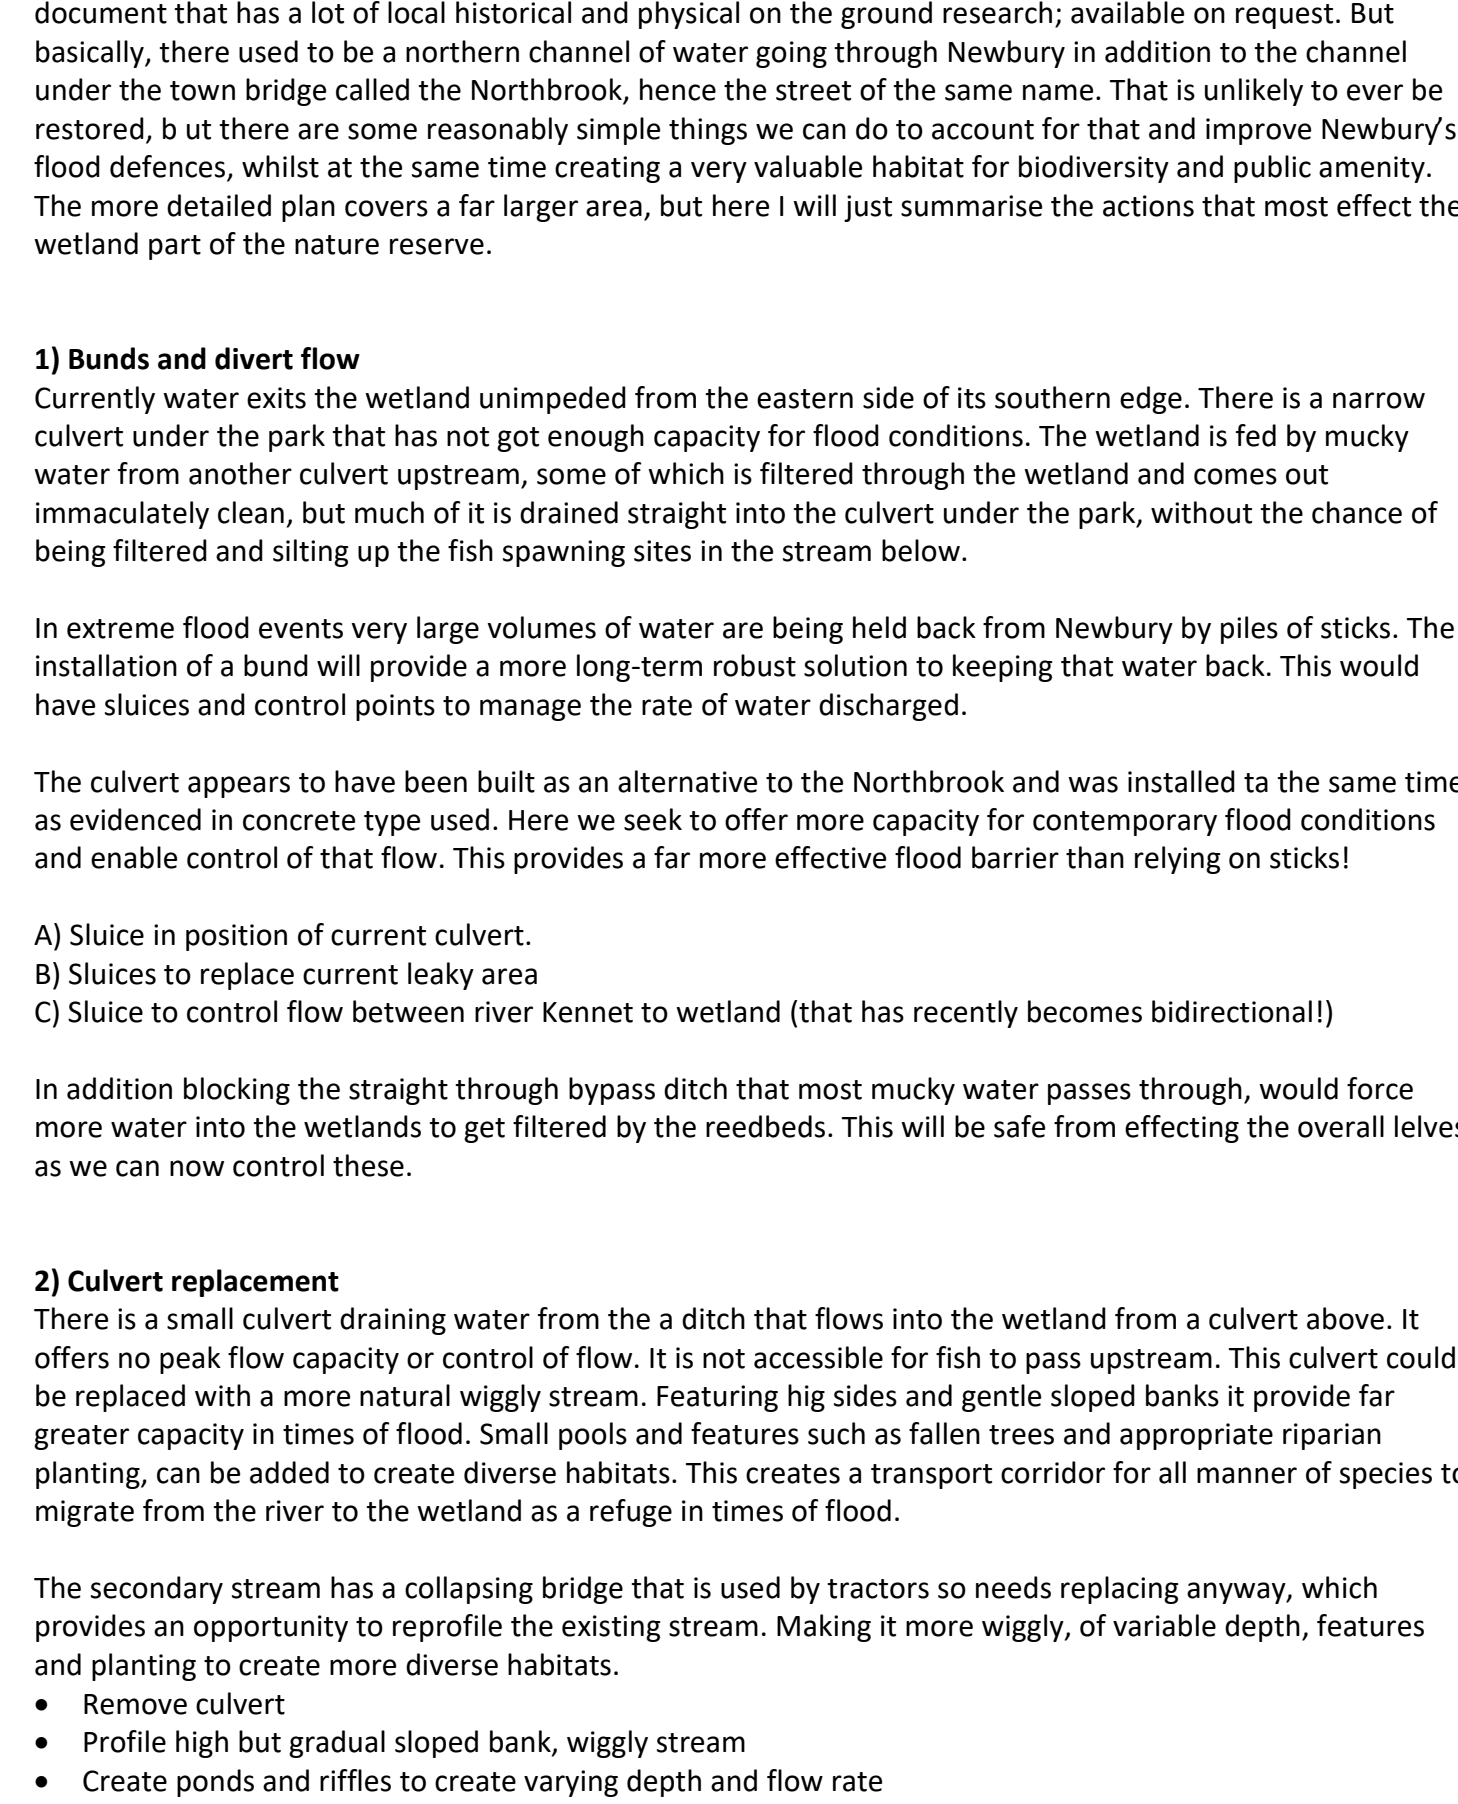 document that has a lot of local historical and physical on the ground research; available on request. But
basically, there used to be a northern channel of water going through Newbury in addition to the channel
under the town bridge called the Northbrook, hence the street of the same name. That is unlikely to ever be
restored, b ut there are some reasonably simple things we can do to account for that and improve Newbury’s
flood defences, whilst at the same time creating a very valuable habitat for biodiversity and public amenity.
The more detailed plan covers a far larger area, but here I will just summarise the actions that most effect the
wetland part of the nature reserve.
1) Bunds and divert flow
Currently water exits the wetland unimpeded from the eastern side of its southern edge. There is a narrow
culvert under the park that has not got enough capacity for flood conditions. The wetland is fed by mucky
water from another culvert upstream, some of which is filtered through the wetland and comes out
immaculately clean, but much of it is drained straight into the culvert under the park, without the chance of
being filtered and silting up the fish spawning sites in the stream below.
In extreme flood events very large volumes of water are being held back from Newbury by piles of sticks. The
installation of a bund will provide a more long-term robust solution to keeping that water back. This would
have sluices and control points to manage the rate of water discharged.
The culvert appears to have been built as an alternative to the Northbrook and was installed ta the same time
as evidenced in concrete type used. Here we seek to offer more capacity for contemporary flood conditions
and enable control of that flow. This provides a far more effective flood barrier than relying on sticks!
A) Sluice in position of current culvert.
B) Sluices to replace current leaky area
C) Sluice to control flow between river Kennet to wetland (that has recently becomes bidirectional!)
In addition blocking the straight through bypass ditch that most mucky water passes through, would force
more water into the wetlands to get filtered by the reedbeds. This will be safe from effecting the overall lelves
as we can now control these.
2) Culvert replacement
There is a small culvert draining water from the a ditch that flows into the wetland from a culvert above. It
offers no peak flow capacity or control of flow. It is not accessible for fish to pass upstream. This culvert could
be replaced with a more natural wiggly stream. Featuring hig sides and gentle sloped banks it provide far
greater capacity in times of flood. Small pools and features such as fallen trees and appropriate riparian
planting, can be added to create diverse habitats. This creates a transport corridor for all manner of species to
migrate from the river to the wetland as a refuge in times of flood.
The secondary stream has a collapsing bridge that is used by tractors so needs replacing anyway, which
provides an opportunity to reprofile the existing stream. Making it more wiggly, of variable depth, features
and planting to create more diverse habitats.
• Remove culvert
• Profile high but gradual sloped bank, wiggly stream
• Create ponds and riffles to create varying depth and flow rate